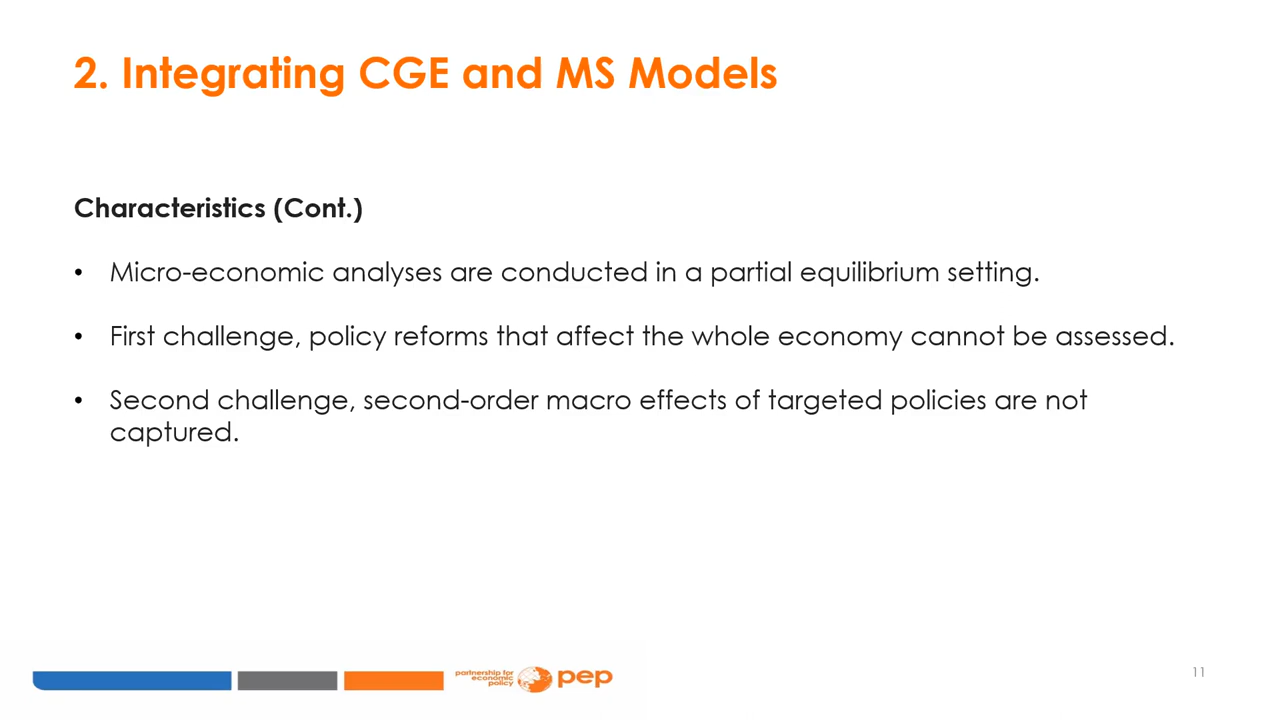 2. Integrating CGE and MS Models
Characteristics (Cont.)
• Micro-economic analyses are conducted in a partial equilibrium setting.
• First challenge, policy reforms that affect the whole economy cannot be assessed.
• Second challenge, second-order macro effects of targeted policies are not
captured.
partnership for
economic
policy
pep
11